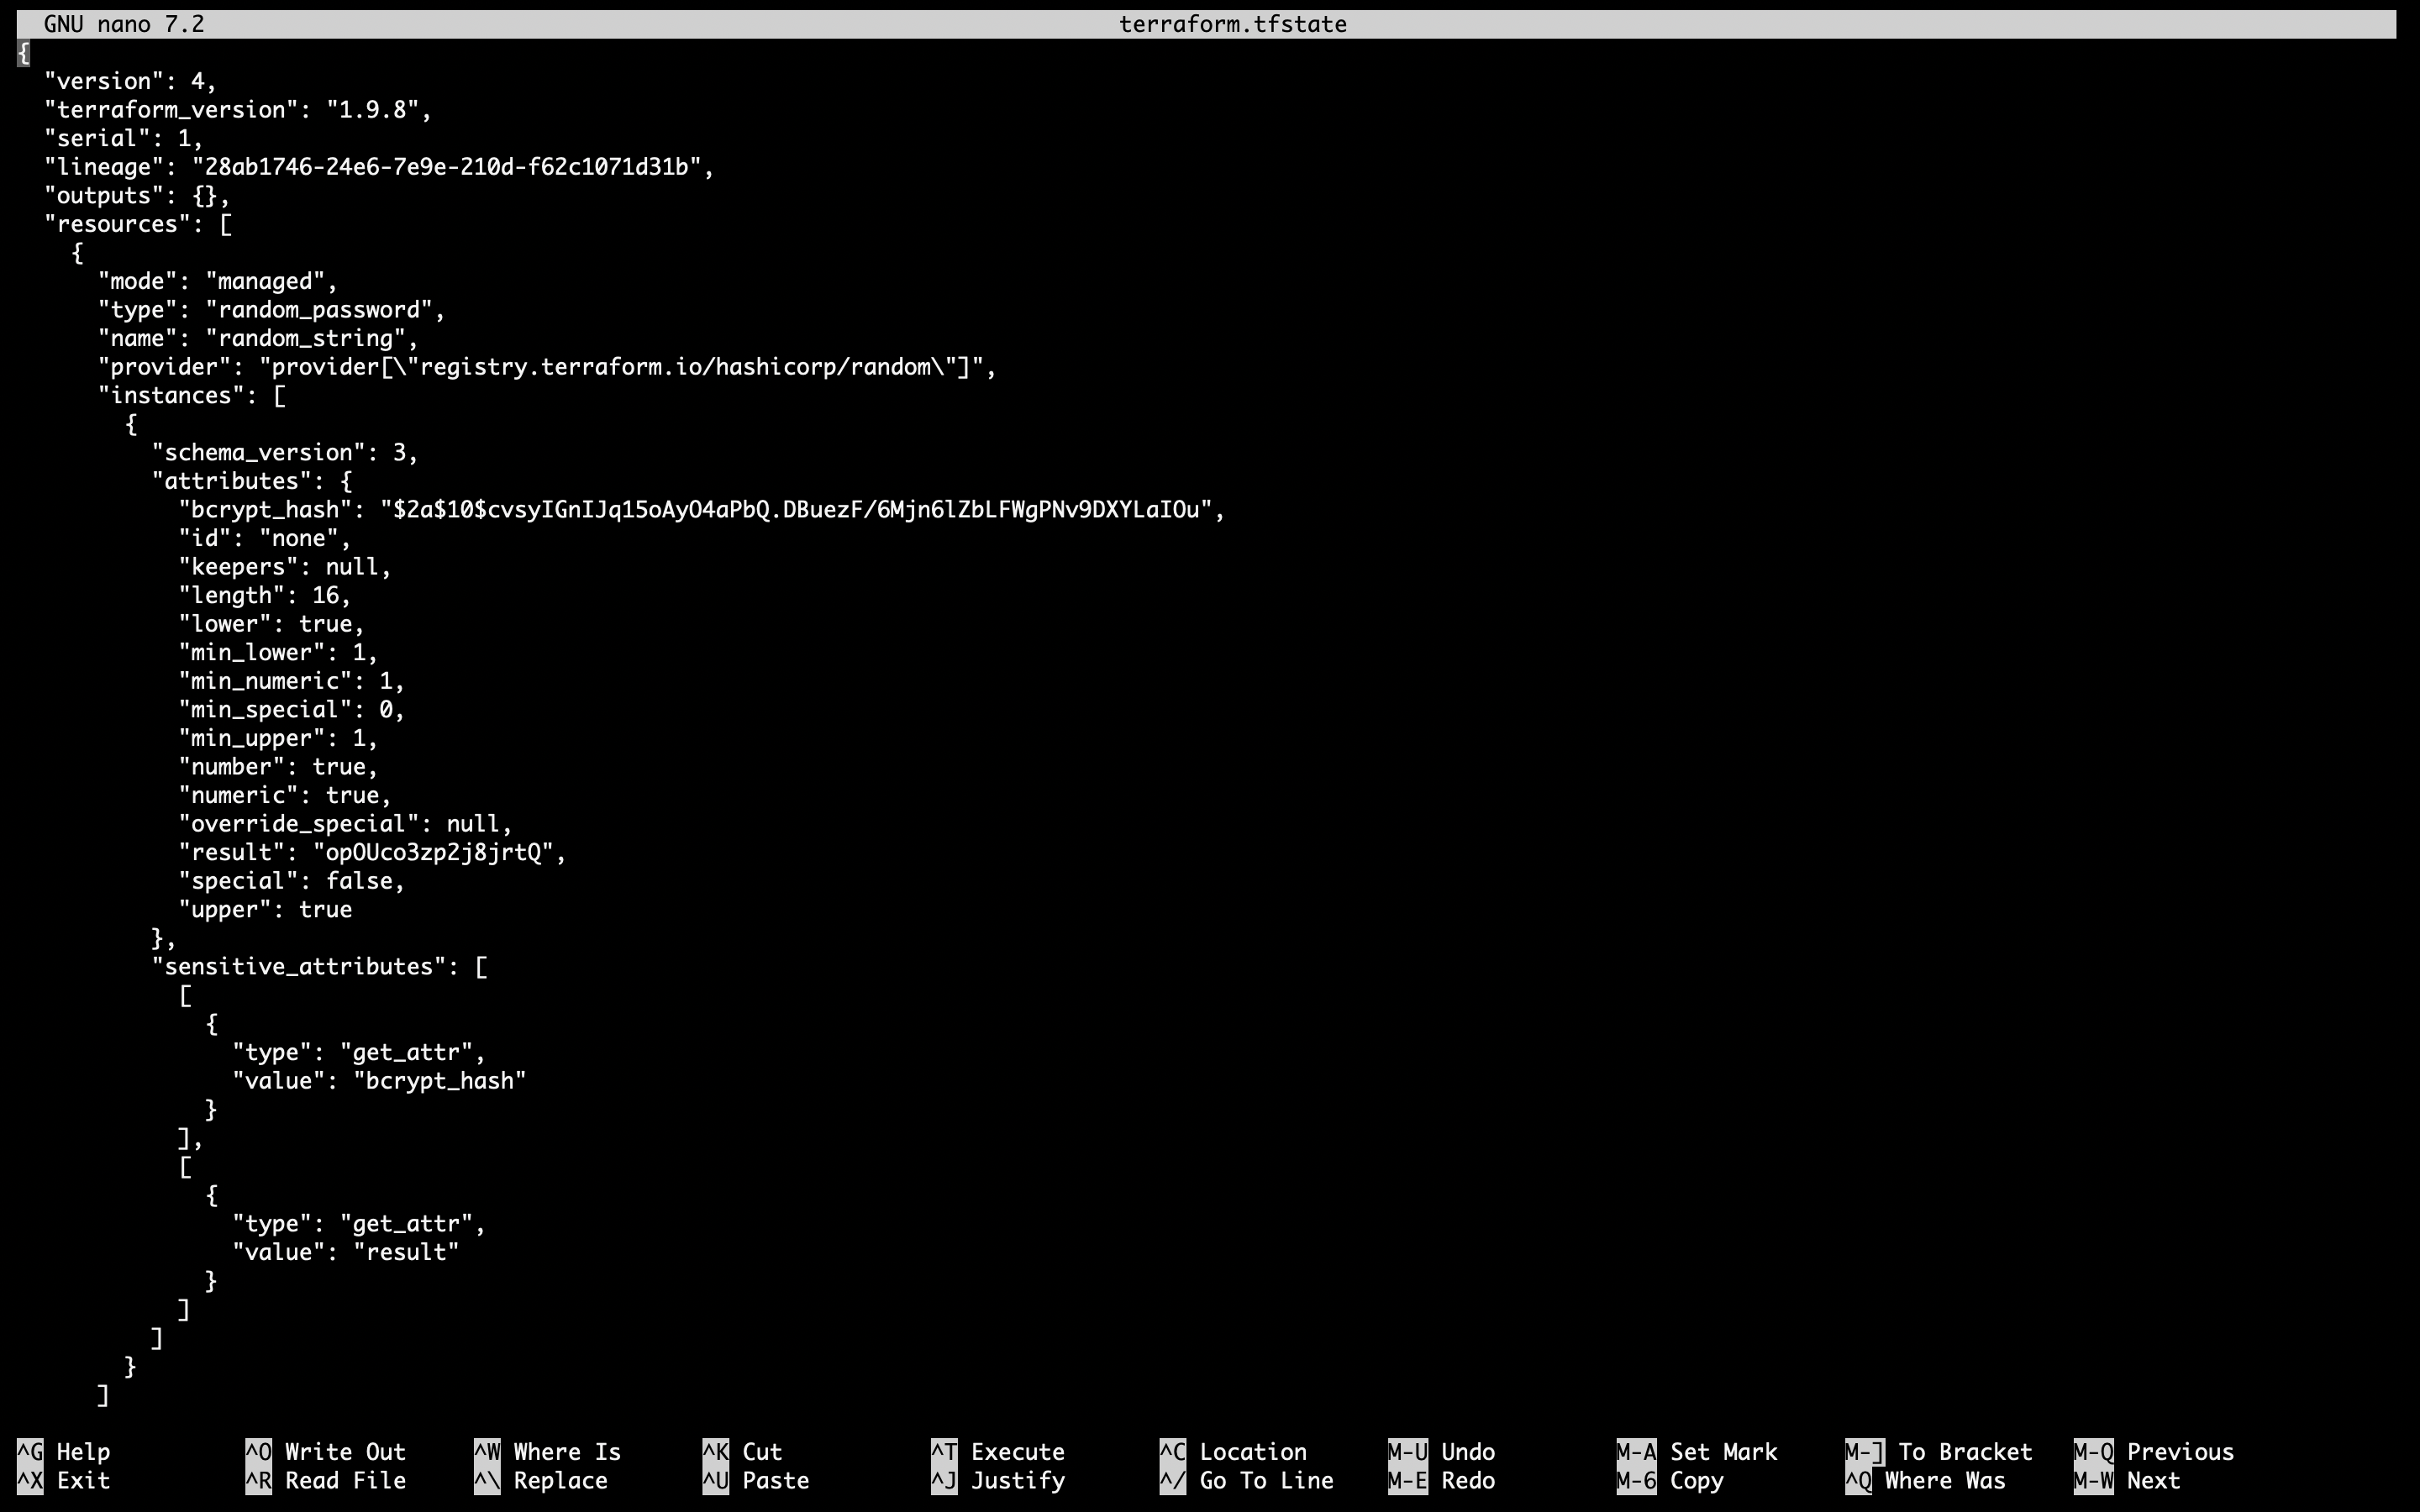 GNU nano 7.2 terraform.tfstate
{
  "version": 4,
  "terraform_version": "1.9.8",
  "serial": 1,
  "lineage": "28ab1746-24e6-7e9e-210d-f62c1071d31b",
  "outputs": {},
  "resources": [
    {
      "mode": "managed",
      "type": "random_password",
      "name": "random_string",
      "provider": "provider[\"registry.terraform.io/hashicorp/random\"]",
      "instances": [
        {
          "schema_version": 3,
          "attributes": {
            "bcrypt_hash": "$2a$10$cvsyIGnIJq15oAyO4aPbQ.DBuezF/6Mjn6lZbLFWgPNv9DXYLaIOu",
            "id": "none",
            "keepers": null,
            "length": 16,
            "lower": true,
            "min_lower": 1,
            "min_numeric": 1,
            "min_special": 0,
            "min_upper": 1,
            "number": true,
            "numeric": true,
            "override_special": null,
            "result": "opOUco3zp2j8jrtQ",
            "special": false,
            "upper": true
          },
          "sensitive_attributes": [
            [
              {
                "type": "get_attr",
                "value": "bcrypt_hash"
              }
            ],
            [
              {
                "type": "get_attr",
                "value": "result"
              }
            ]
          ]
        }
      ]
^G Help ^O Write Out ^W Where Is ^K Cut ^T Execute ^C Location M-U Undo M-A Set Mark M-] To Bracket M-Q Previous
^X Exit ^R Read File ^\ Replace ^U Paste ^J Justify ^/ Go To Line M-E Redo M-6 Copy ^Q Where Was M-W Next